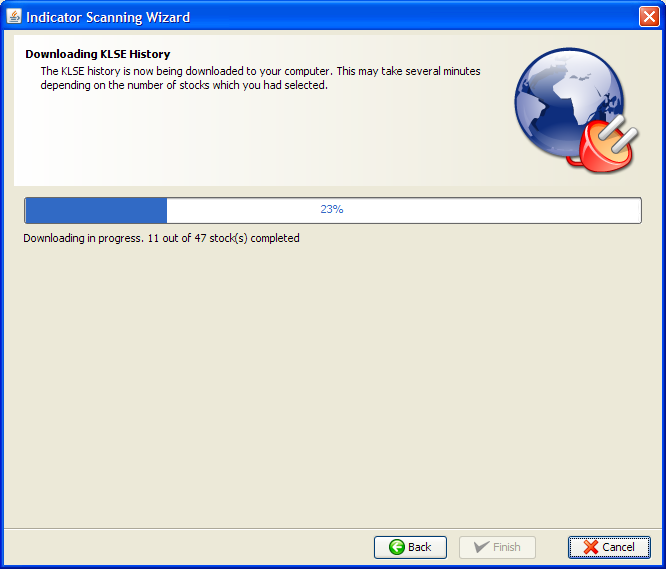 Indicator Scanning Wizard
Downloading KLSE History
The KLSE history is now being downloaded to your computer. This may take several minutes
depending on the number of stocks which you had selected.
23%
Downloading in progress. 11 out of 47 stock(s) completed
Back Finish Cancel